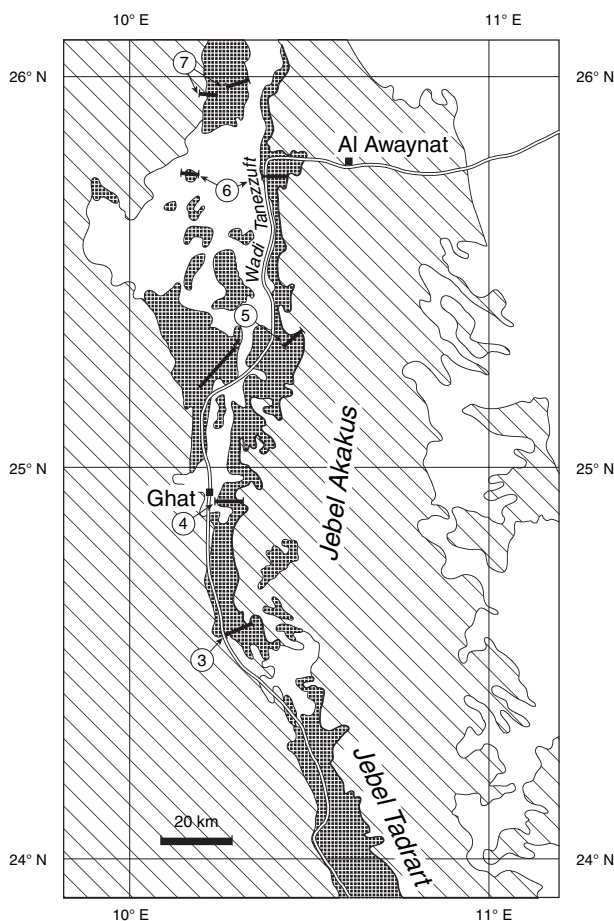 10° E
11° E
26° N
26° N
7
Al Awaynat
6
Wadi Tanezzuft
5
25° N
25° N
Jebel Akakus
Ghat
4
3
Jebel Tadrart
20 km
24° N
24° N
10° E
11° E